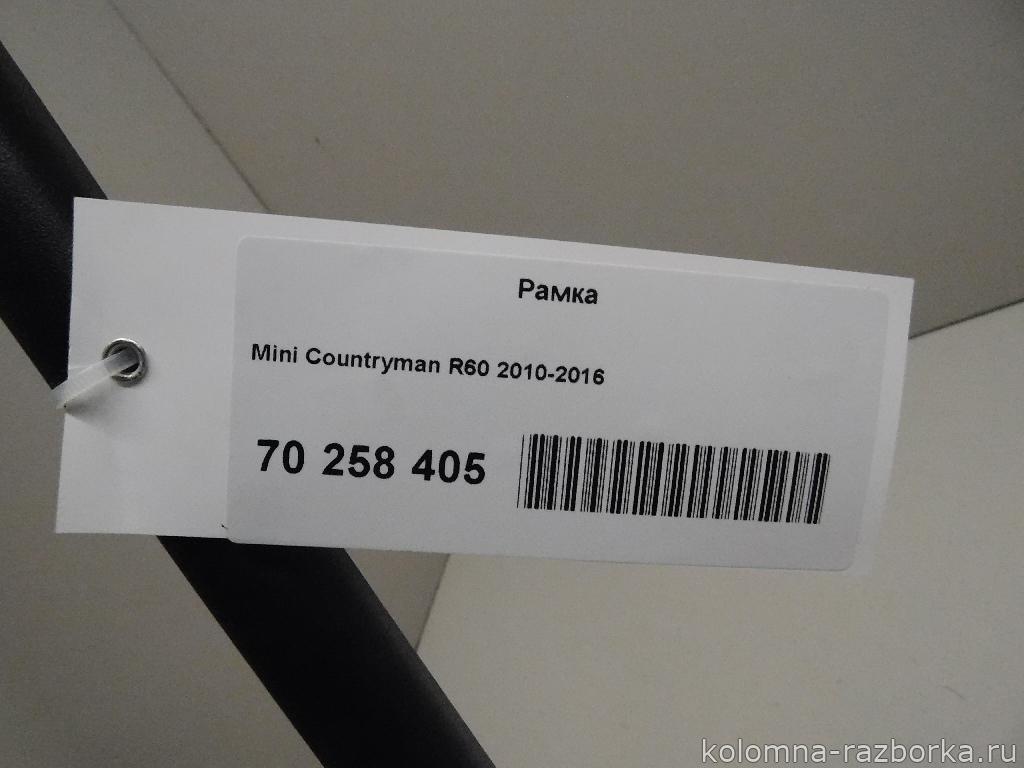 Рамка
Mini Countryman R60 2010-2016
70 258 405
kolomna-razborka.ru